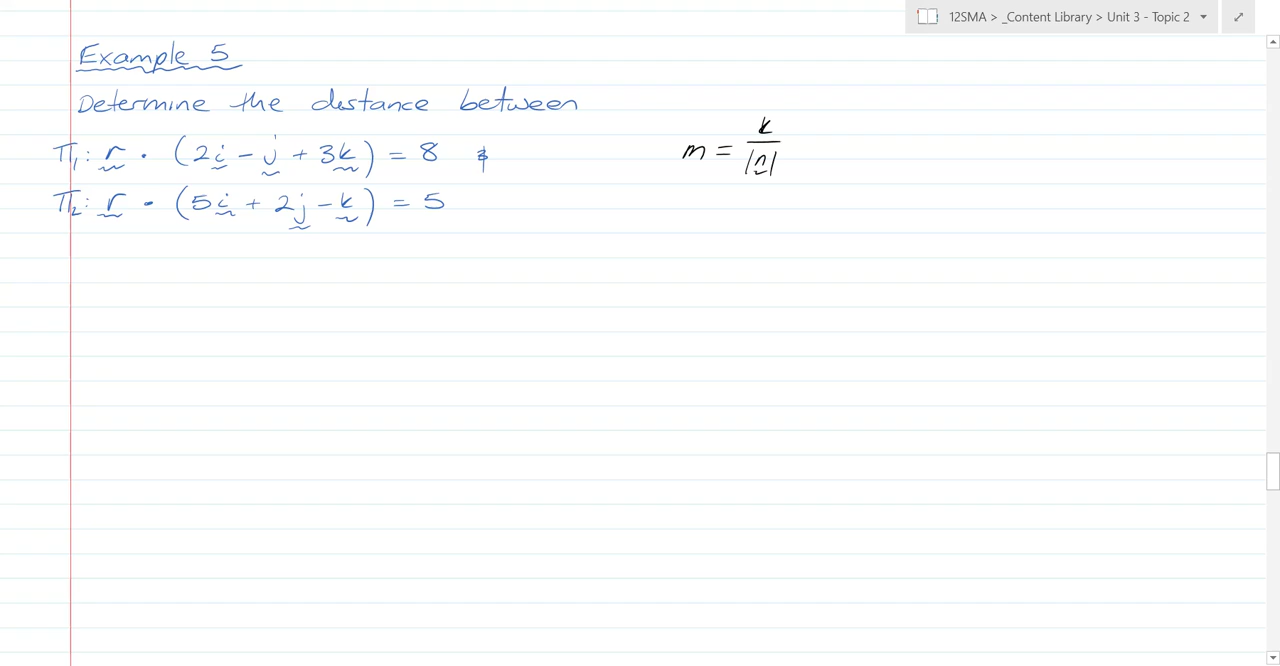 12SMA > _Content Library > Unit 3 - Topic 2
Example 5
Determine the distance between
Π₁: r · (2i - j + 3k) = 8 &
Π₂: r · (5i + 2j - k) = 5
m = k/|n|